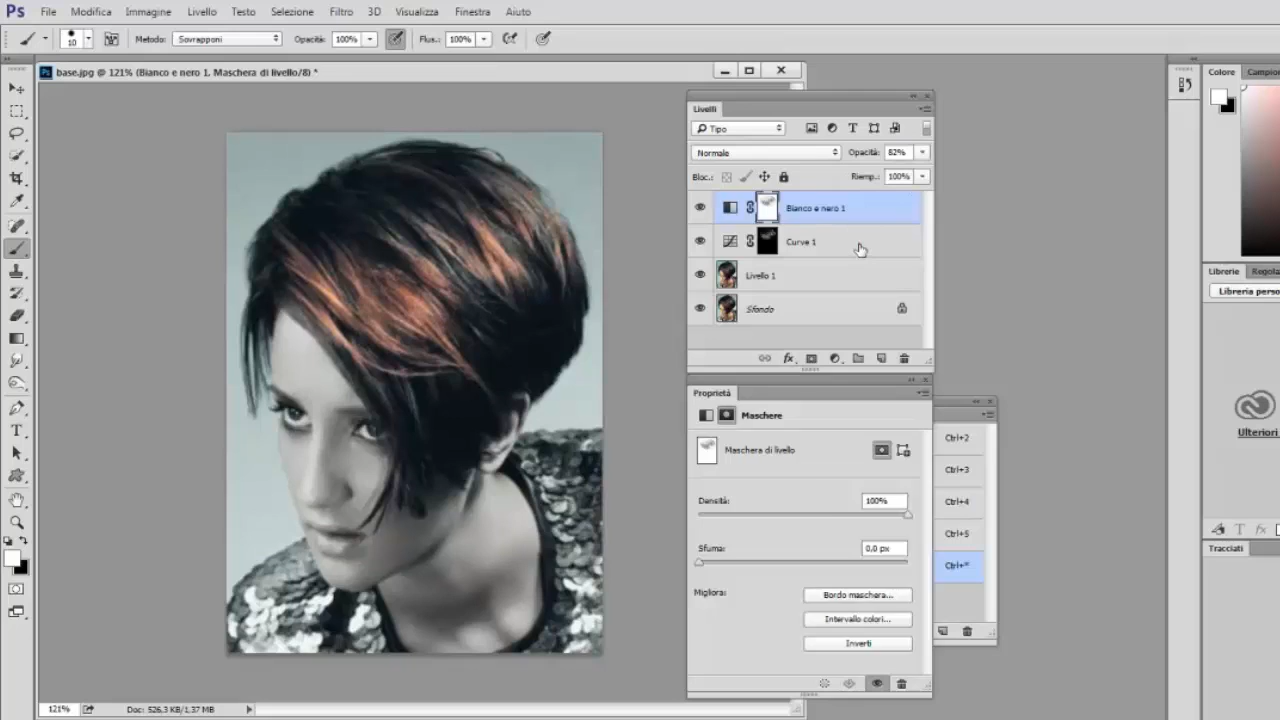 Ps File Modifica Immagine Livello Testo Selezione Filtro 3D Visualizza Finestra Aiuto
10 Metodo: Sovrapponi Opacità: 100% Flus.: 100%
base.jpg @ 121% (Bianco e nero 1, Maschera di livello/8) *
Colore Campion
Livelli
Tipo
Normale Opacità: 82%
Bloc.: Riemp.: 100%
Bianco e nero 1
Curve 1
Livello 1
Sfondo
fx
Librerie Regola
Libreria perso
Ulteriori
Proprietà
Maschere
Maschera di livello
Densità: 100%
Sfuma: 0,0 px
Migliora: Bordo maschera...
Intervallo colori...
Inverti
Ctrl+2
Ctrl+3
Ctrl+4
Ctrl+5
Ctrl+*
T fx
Tracciati
121% Doc: 526,3 KB/1,37 MB